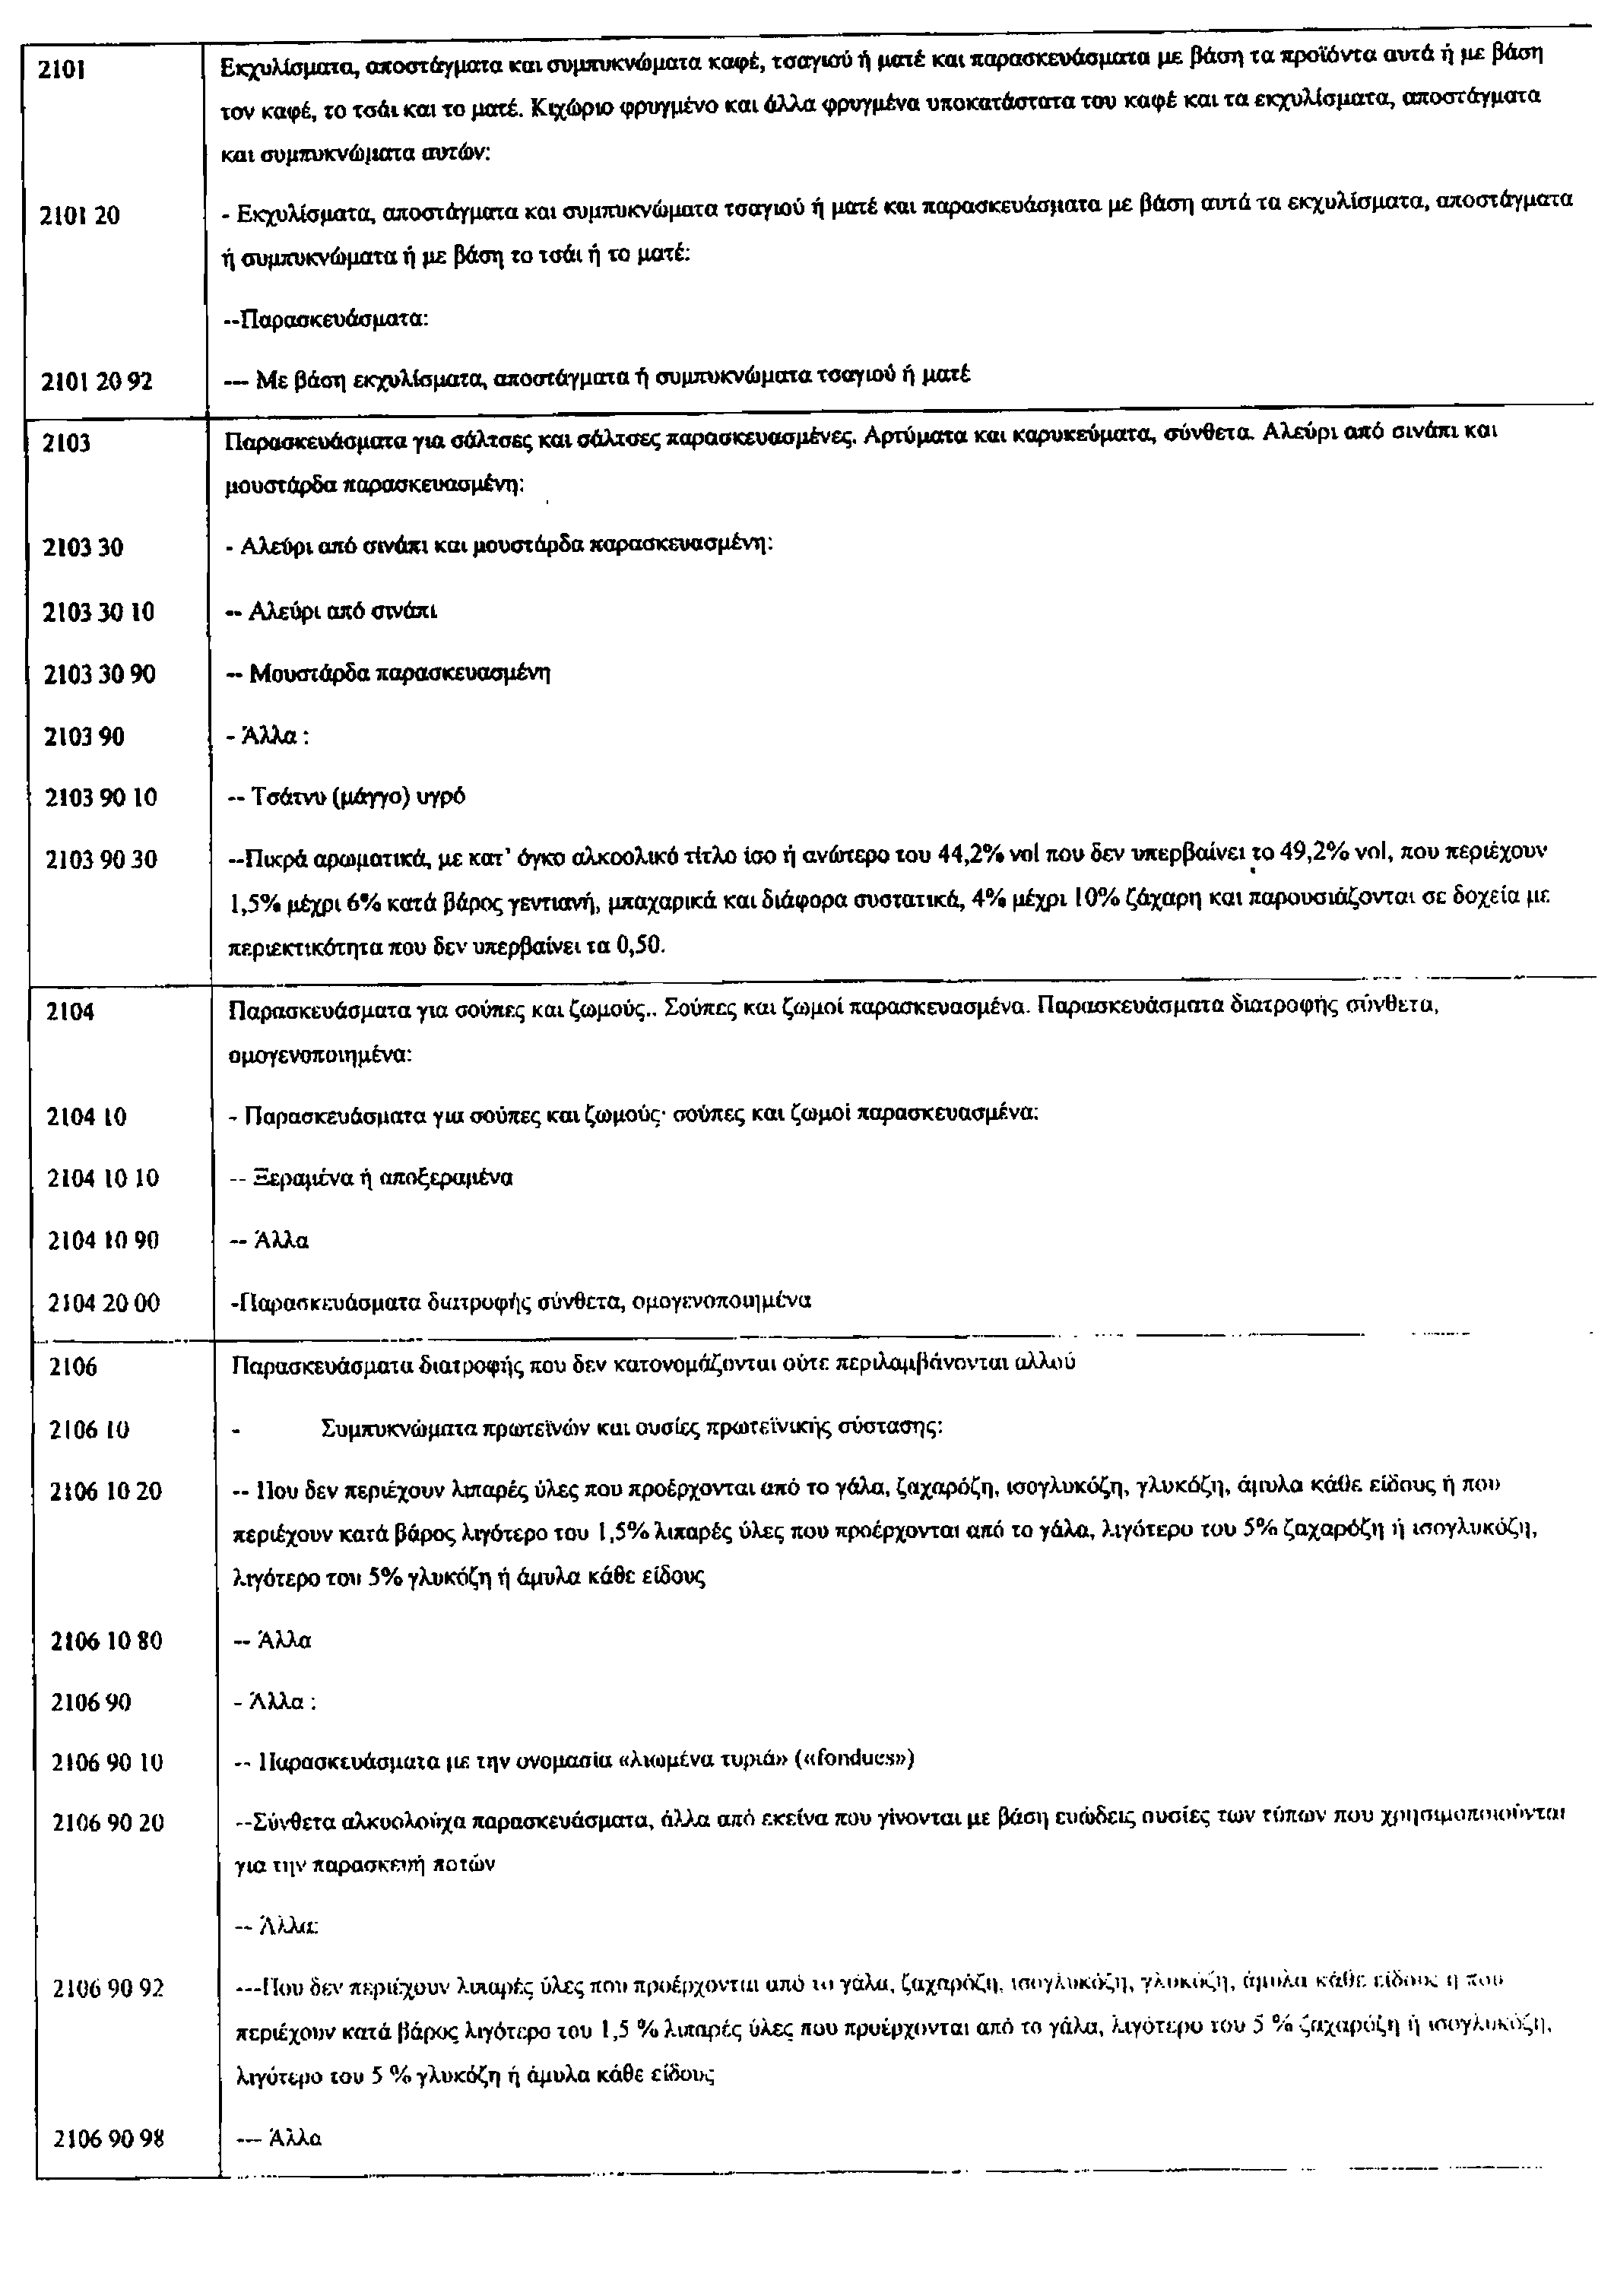 2101 Εκχυλίσματα, αποστάγματα και συμπυκνώματα καφέ, τσαγιού ή ματέ και παρασκευάσματα με βάση τα προϊόντα αυτά ή με βάση
τον καφέ, το τσάι και το ματέ. Κιχώριο φρυγμένο και άλλα φρυγμένα υποκατάστατα του καφέ και τα εκχυλίσματα, αποστάγματα
και συμπυκνώματα αυτών:
2101 20 - Εκχυλίσματα, αποστάγματα και συμπυκνώματα τσαγιού ή ματέ και παρασκευάσματα με βάση αυτά τα εκχυλίσματα, αποστάγματα
ή συμπυκνώματα ή με βάση το τσάι ή το ματέ:
--Παρασκευάσματα:
2101 20 92 --- Με βάση εκχυλίσματα, αποστάγματα ή συμπυκνώματα τσαγιού ή ματέ
2103 Παρασκευάσματα για σάλτσες και σάλτσες παρασκευασμένες. Αρτύματα και καρυκεύματα, σύνθετα. Αλεύρι από σινάπι και
μουστάρδα παρασκευασμένη:
2103 30 - Αλεύρι από σινάπι και μουστάρδα παρασκευασμένη:
2103 30 10 -- Αλεύρι από σινάπι
2103 30 90 -- Μουστάρδα παρασκευασμένη
2103 90 - Άλλα :
2103 90 10 -- Τσάτνυ (μάγγο) υγρό
2103 90 30 --Πικρά αρωματικά, με κατ' όγκο αλκοολικό τίτλο ίσο ή ανώτερο του 44,2% vol που δεν υπερβαίνει το 49,2% vol, που περιέχουν
1,5% μέχρι 6% κατά βάρος γεντιανή, μπαχαρικά και διάφορα συστατικά, 4% μέχρι 10% ζάχαρη και παρουσιάζονται σε δοχεία με
περιεκτικότητα που δεν υπερβαίνει τα 0,50.
2104 Παρασκευάσματα για σούπες και ζωμούς.. Σούπες και ζωμοί παρασκευασμένα. Παρασκευάσματα διατροφής σύνθετα,
ομογενοποιημένα:
2104 10 - Παρασκευάσματα για σούπες και ζωμούς· σούπες και ζωμοί παρασκευασμένα:
2104 10 10 -- Ξεραμένα ή αποξεραμένα
2104 10 90 -- Άλλα
2104 20 00 -Παρασκευάσματα διατροφής σύνθετα, ομογενοποιημένα
2106 Παρασκευάσματα διατροφής που δεν κατονομάζονται ούτε περιλαμβάνονται αλλού
2106 10 - Συμπυκνώματα πρωτεϊνών και ουσίες πρωτεϊνικής σύστασης:
2106 10 20 -- Που δεν περιέχουν λιπαρές ύλες που προέρχονται από το γάλα, ζαχαρόζη, ισογλυκόζη, γλυκόζη, άμυλα κάθε είδους ή που
περιέχουν κατά βάρος λιγότερο του 1,5% λιπαρές ύλες που προέρχονται από το γάλα, λιγότερο του 5% ζαχαρόζη ή ισογλυκόζη,
λιγότερο του 5% γλυκόζη ή άμυλα κάθε είδους
2106 10 80 -- Άλλα
2106 90 - Άλλα :
2106 90 10 -- Παρασκευάσματα με την ονομασία «λιωμένα τυριά» («fondues»)
2106 90 20 --Σύνθετα αλκοολούχα παρασκευάσματα, άλλα από εκείνα που γίνονται με βάση ευώδεις ουσίες των τύπων που χρησιμοποιούνται
για την παρασκευή ποτών
-- Άλλα:
2106 90 92 ---Που δεν περιέχουν λιπαρές ύλες που προέρχονται από το γάλα, ζαχαρόζη, ισογλυκόζη, γλυκόζη, άμυλα κάθε είδους η που
περιέχουν κατά βάρος λιγότερο του 1,5 % λιπαρές ύλες που προέρχονται από το γάλα, λιγότερο του 5 % ζαχαρόζη ή ισογλυκόζη,
λιγότερο του 5 % γλυκόζη ή άμυλα κάθε είδους
2106 90 98 --- Άλλα